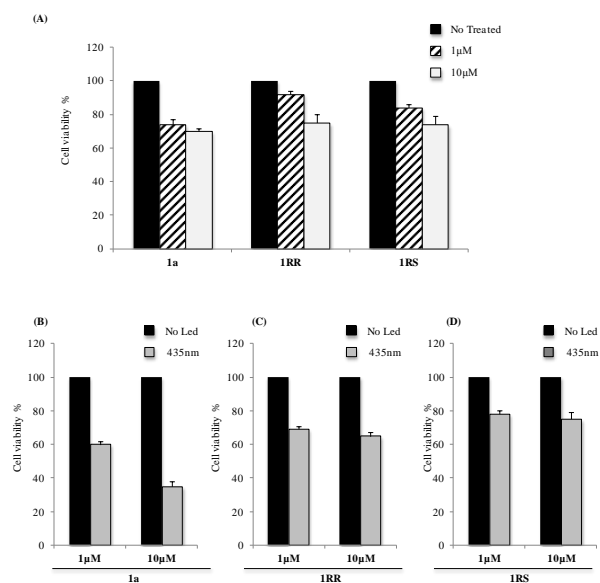 (A)
No Treated
1μM
10μM
Cell viability %
120
100
80
60
40
20
0
1a 1RR 1RS
(B)
No Led
435nm
Cell viability %
120
100
80
60
40
20
0
1μM 10μM
1a
(C)
No Led
435nm
Cell viability %
120
100
80
60
40
20
0
1μM 10μM
1RR
(D)
No Led
435nm
Cell viability %
120
100
80
60
40
20
0
1μM 10μM
1RS